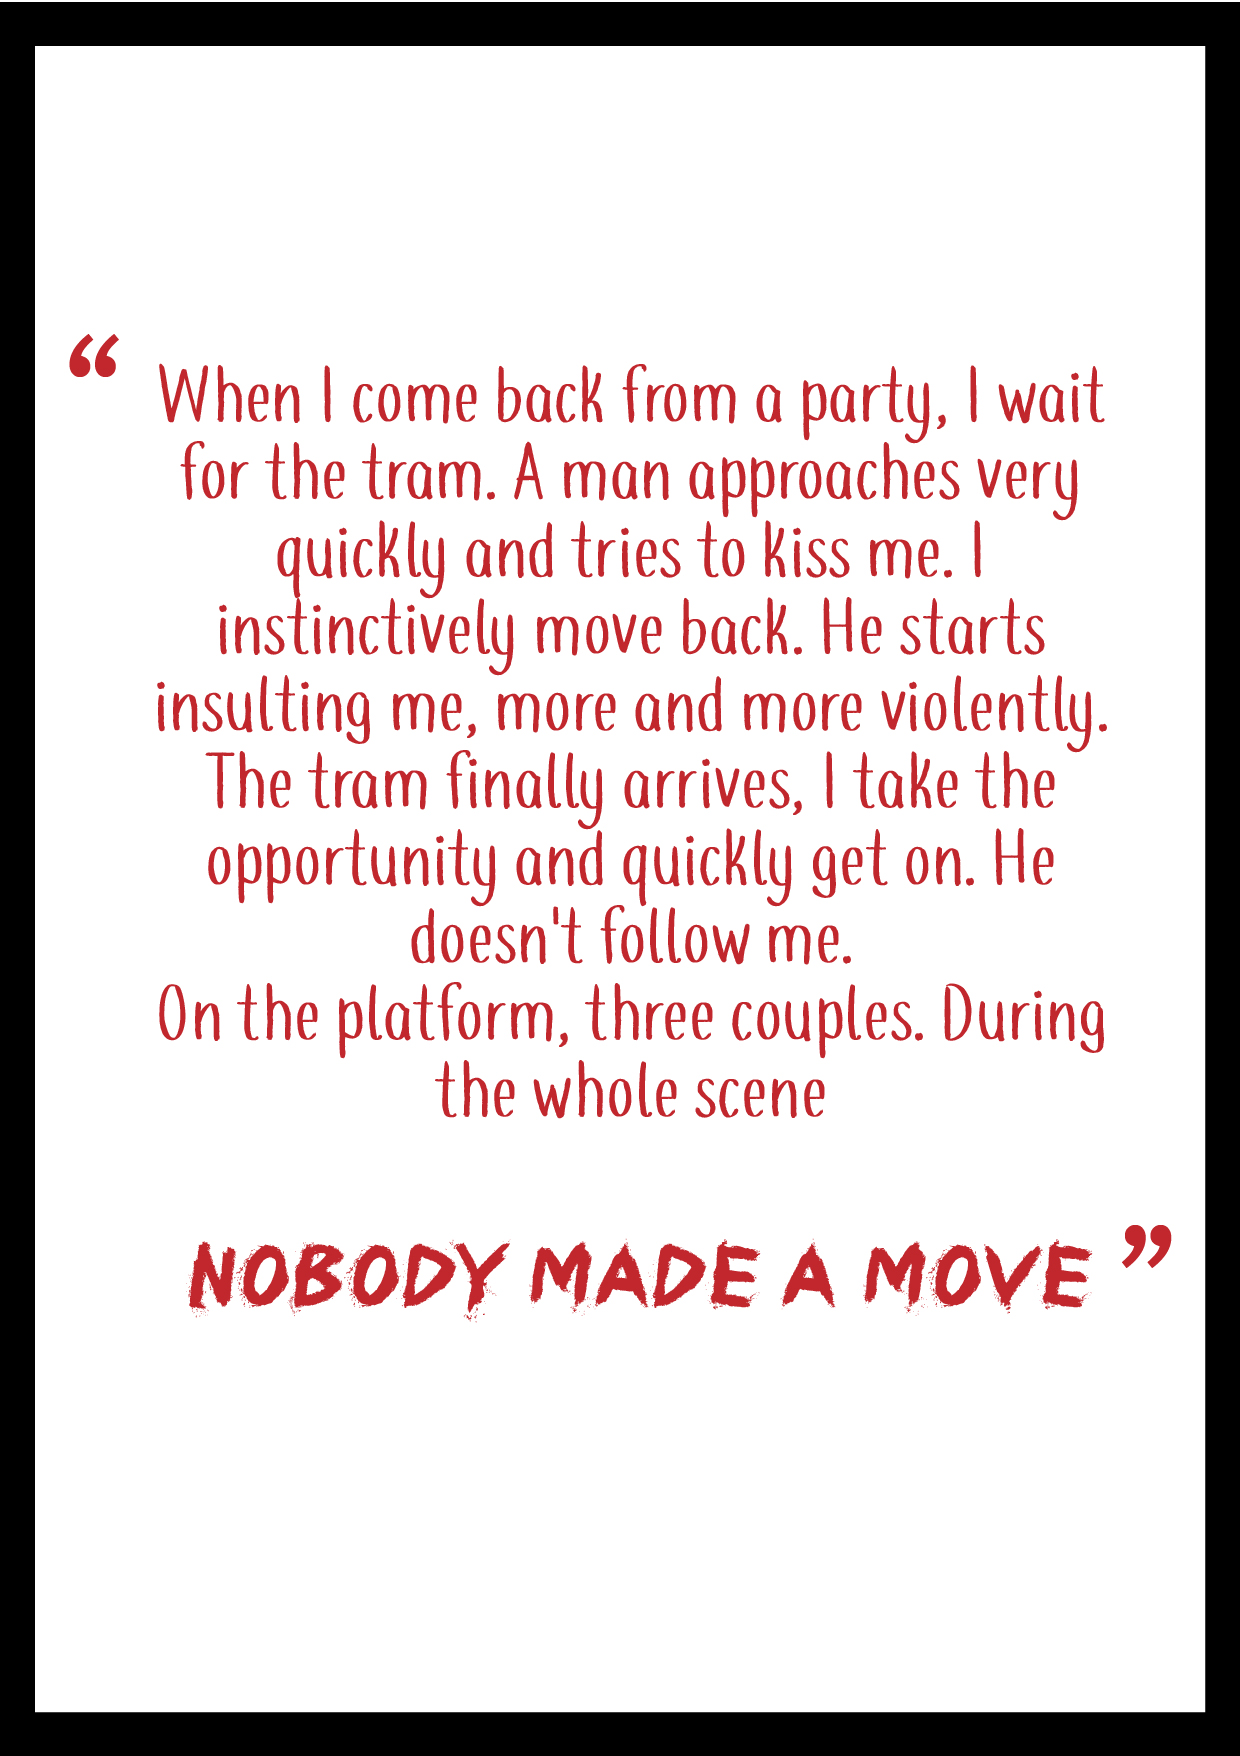 “ When I come back from a party, I wait
for the tram. A man approaches very
quickly and tries to kiss me. I
instinctively move back. He starts
insulting me, more and more violently.
The tram finally arrives, I take the
opportunity and quickly get on. He
doesn't follow me.
On the platform, three couples. During
the whole scene
NOBODY MADE A MOVE ”